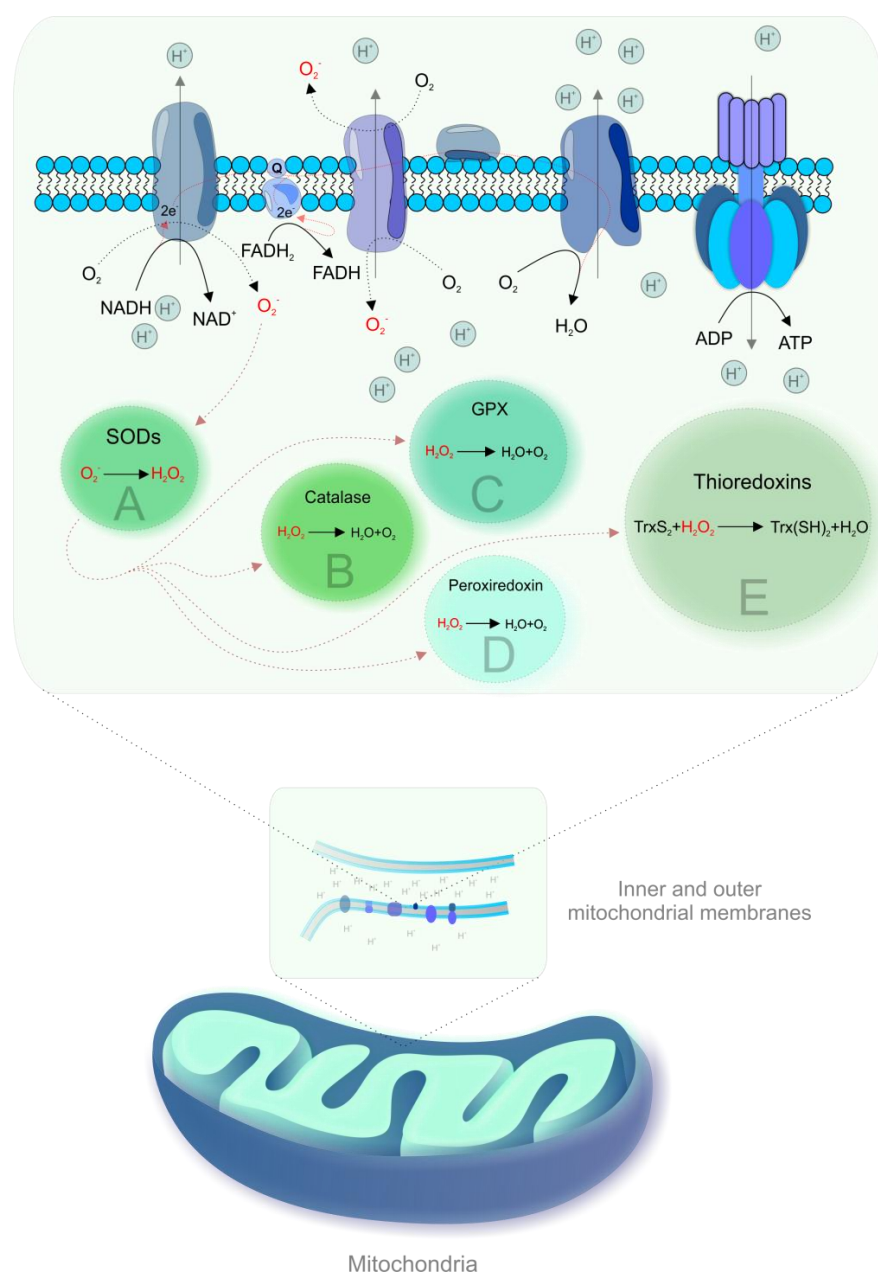 H⁺
H⁺
H⁺
H⁺
H⁺
H⁺
H⁺
O₂⁻
O₂
Q
2e⁻
2e⁻
O₂
FADH₂
FADH
O₂
O₂
NADH
H⁺
NAD⁺
O₂⁻
H⁺
O₂⁻
H₂O
H⁺
ADP
ATP
H⁺
H⁺
H⁺
H⁺
H⁺
SODs
O₂⁻ → H₂O₂
A
GPX
H₂O₂ → H₂O+O₂
C
Catalase
H₂O₂ → H₂O+O₂
B
Thioredoxins
TrxS₂+H₂O₂ → Trx(SH)₂+H₂O
E
Peroxiredoxin
H₂O₂ → H₂O+O₂
D
Inner and outer
mitochondrial membranes
Mitochondria